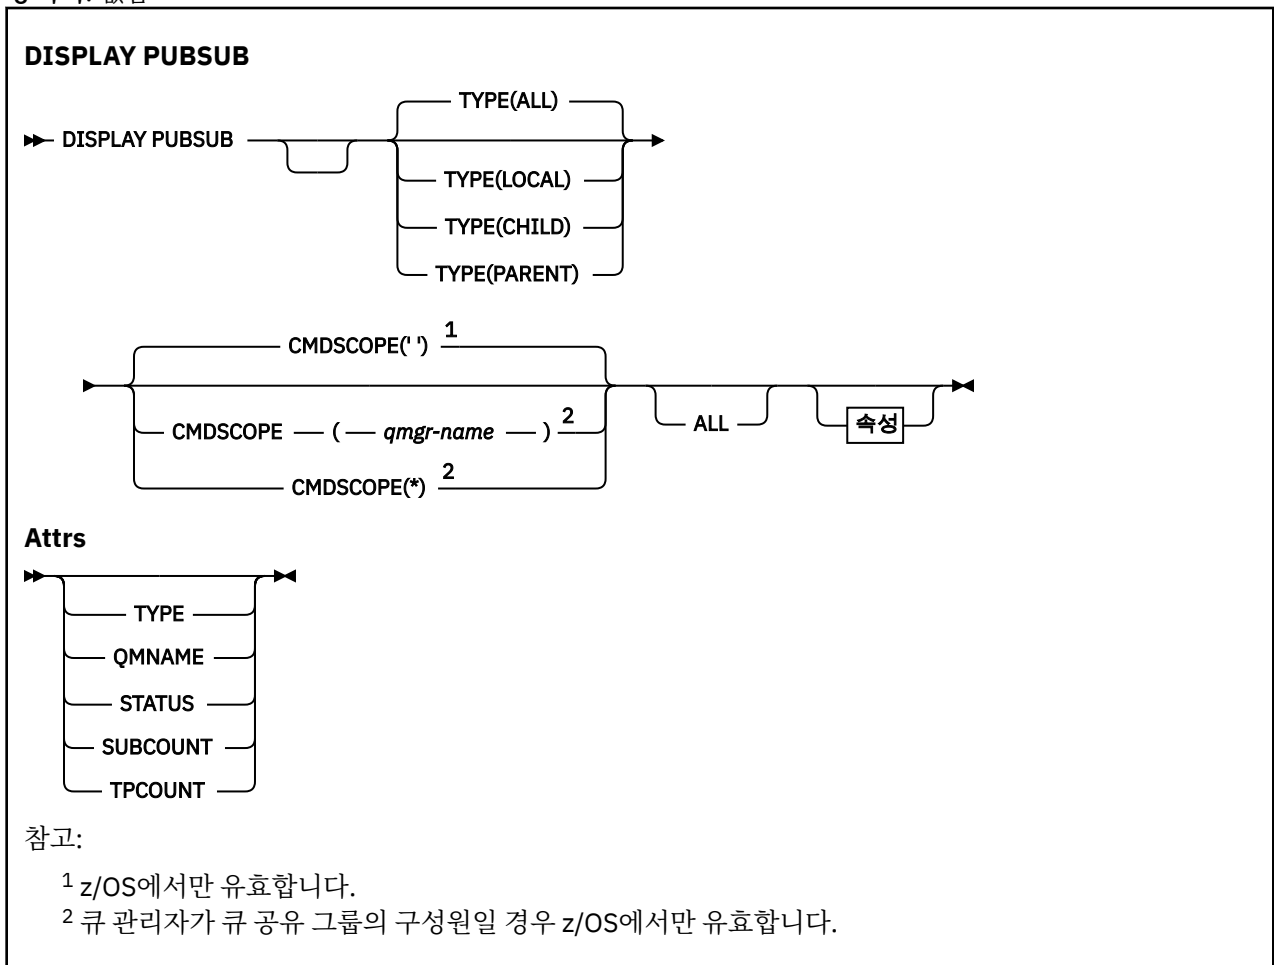 DISPLAY PUBSUB
TYPE(ALL)
DISPLAY PUBSUB
TYPE(LOCAL)
TYPE(CHILD)
TYPE(PARENT)
CMDSCOPE(' ') 1
CMDSCOPE ( qmgr-name ) 2
ALL
속성
CMDSCOPE(*) 2
Attrs
TYPE
QMNAME
STATUS
SUBCOUNT
TPCOUNT
참고:
1 z/OS에서만 유효합니다.
2 큐 관리자가 큐 공유 그룹의 구성원일 경우 z/OS에서만 유효합니다.